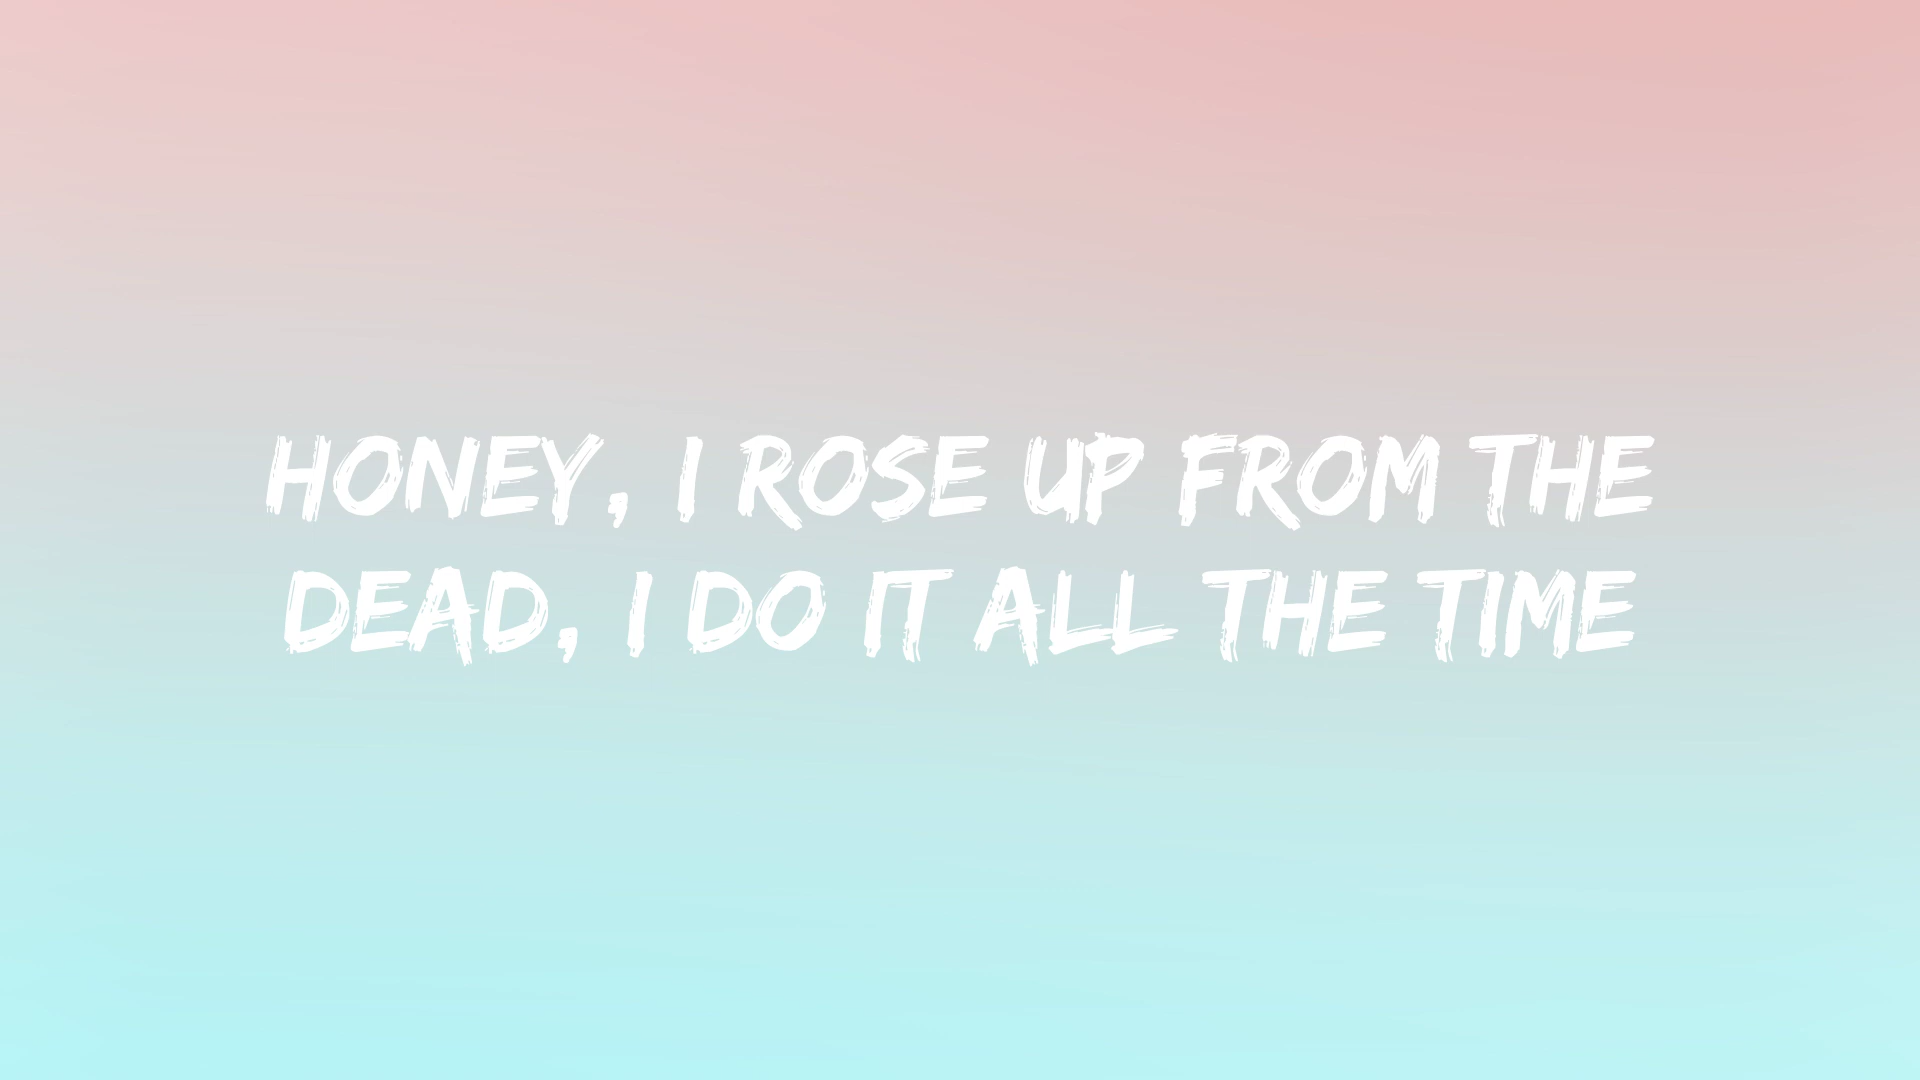 HONEY, I ROSE UP FROM THE
DEAD, I DO IT ALL THE TIME